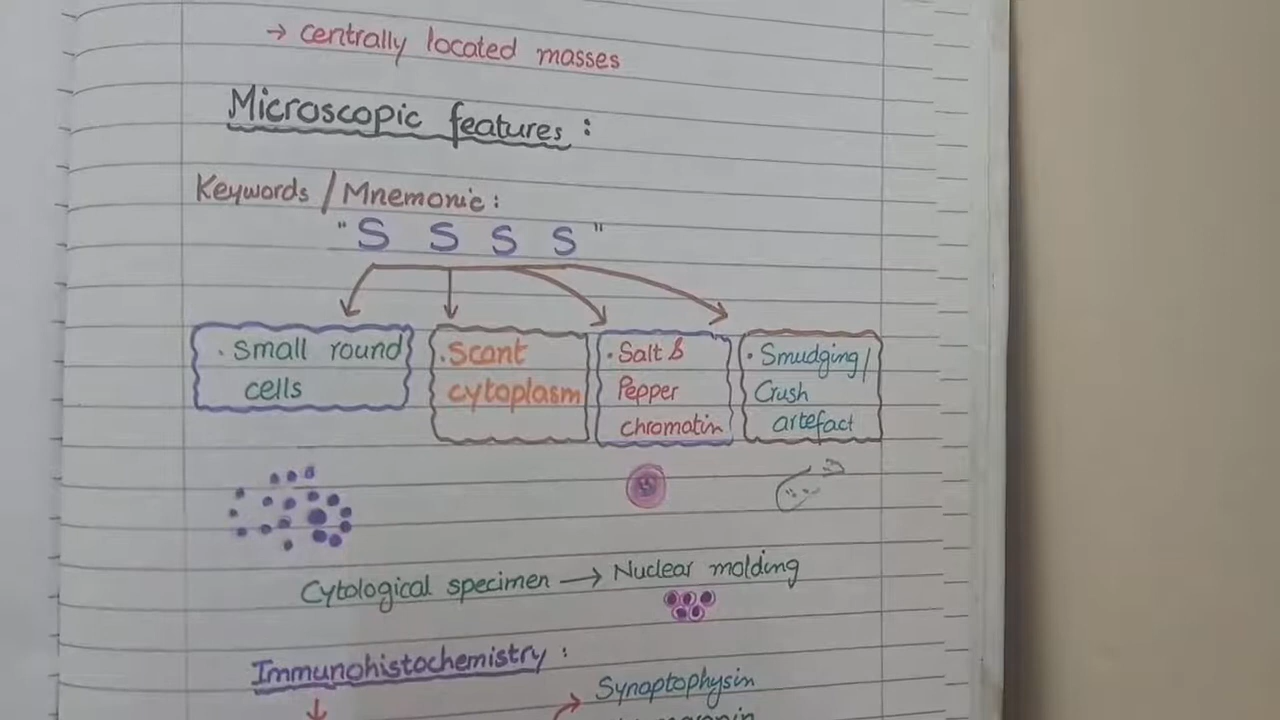 → centrally located masses
Microscopic features :
Keywords / Mnemonic :
" S S S S "
. Small round
cells
. Scant
cytoplasm
. Salt &
Pepper
chromatin
. Smudging/
Crush
artefact
Cytological specimen → Nuclear molding
Immunohistochemistry :
Synaptophysin